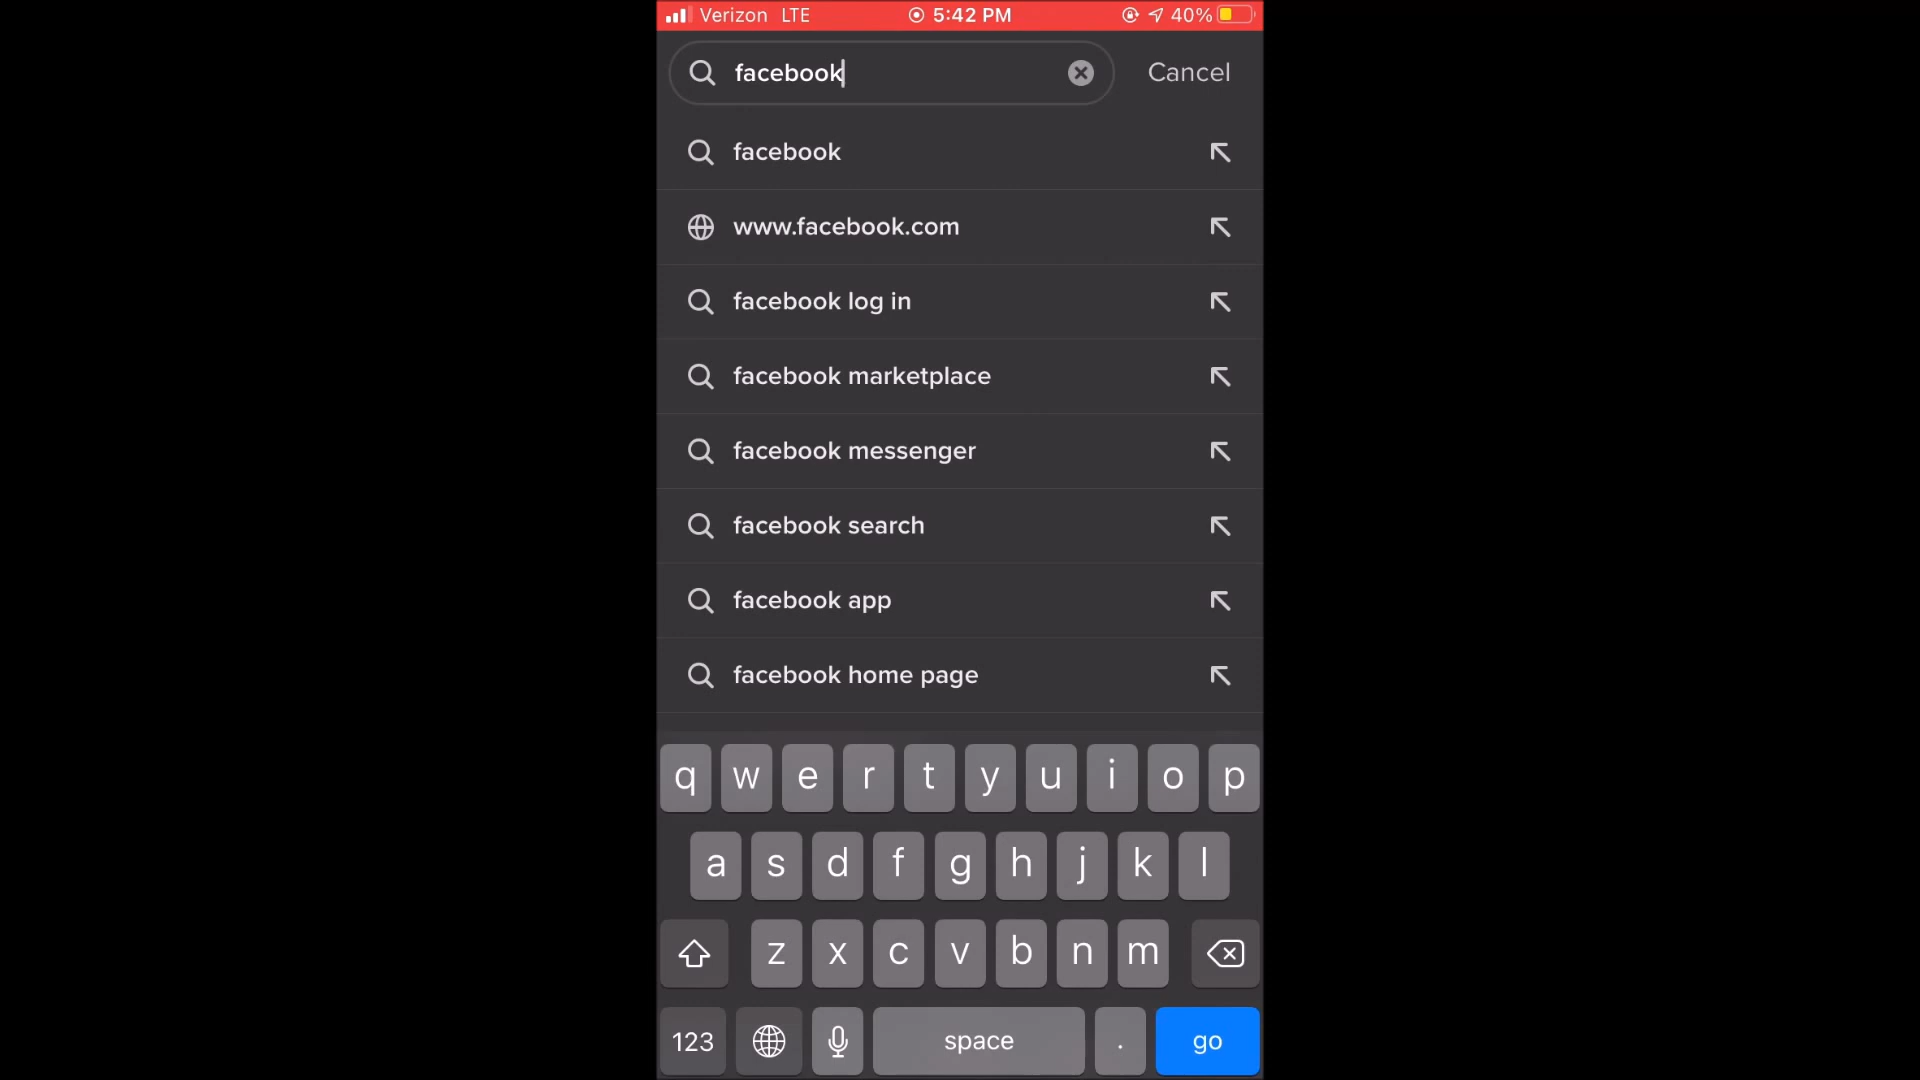 Verizon LTE 5:42 PM 40%
facebook Cancel
facebook
www.facebook.com
facebook log in
facebook marketplace
facebook messenger
facebook search
facebook app
facebook home page
q w e r t y u i o p
a s d f g h j k l
z x c v b n m
123 space . go